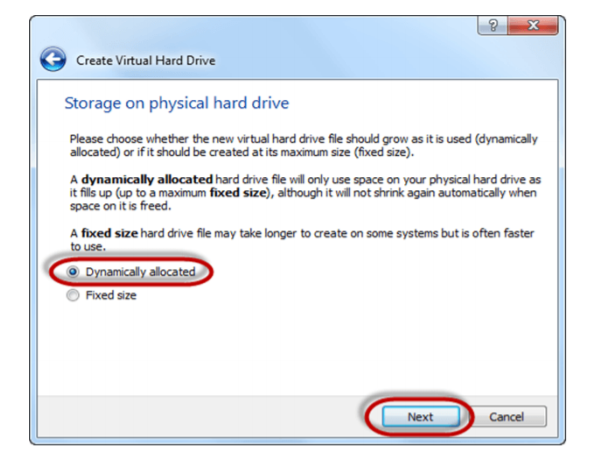 Create Virtual Hard Drive
Storage on physical hard drive
Please choose whether the new virtual hard drive file should grow as it is used (dynamically
allocated) or if it should be created at its maximum size (fixed size).
A dynamically allocated hard drive file will only use space on your physical hard drive as
it fills up (up to a maximum fixed size), although it will not shrink again automatically when
space on it is freed.
A fixed size hard drive file may take longer to create on some systems but is often faster
to use.
Dynamically allocated
Fixed size
Next
Cancel